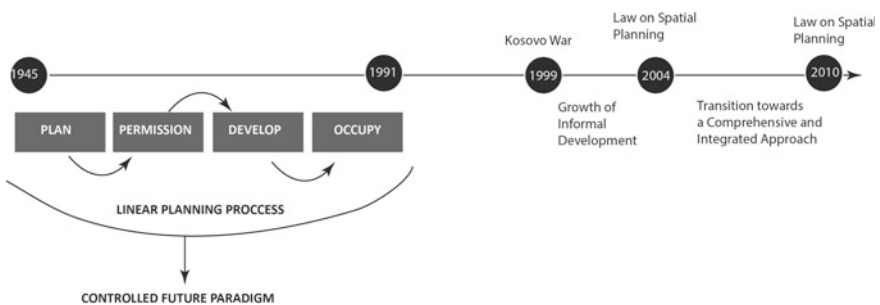 Law on Spatial
Planning
Law on Spatial
Planning
Kosovo War
1945
1991
1999
2004
2010
Growth of
Informal
Development
Transition towards
a Comprehensive and
Integrated Approach
PLAN
PERMISSION
DEVELOP
OCCUPY
LINEAR PLANNING PROCCESS
CONTROLLED FUTURE PARADIGM